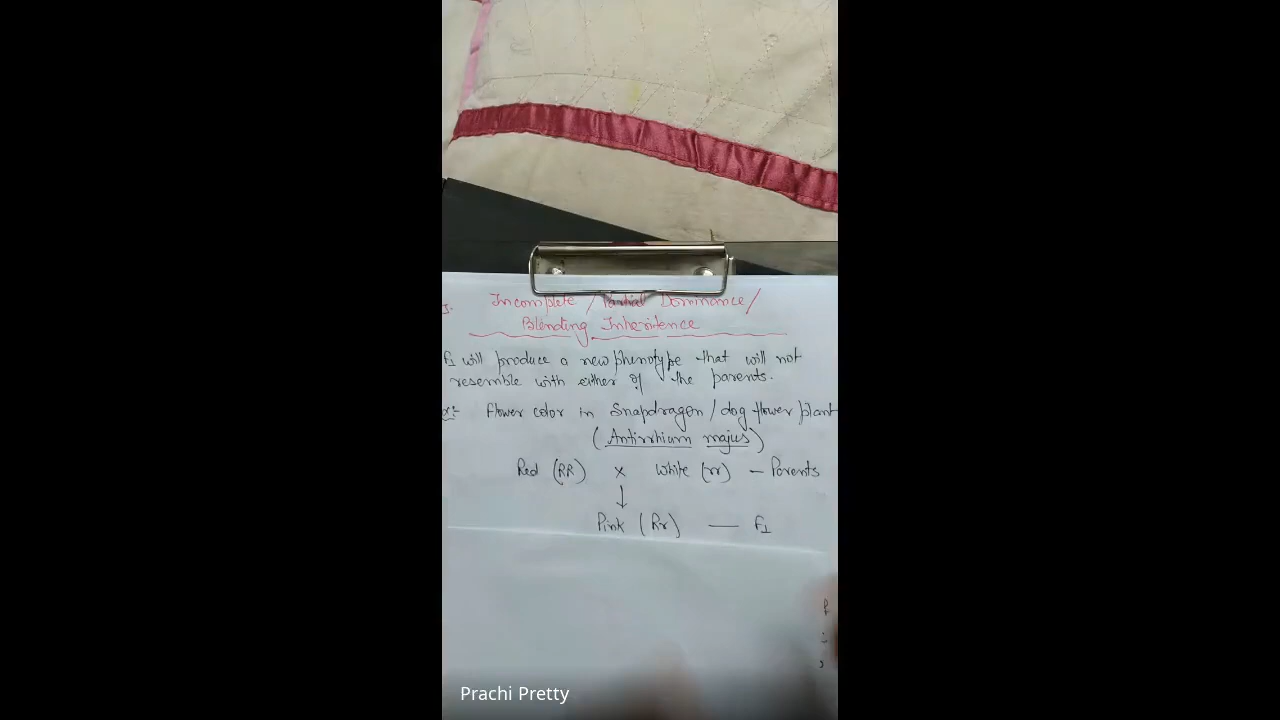 I. Incomplete / Partial Dominance/
Blending Inheritence
F1 will produce a new phenotype that will not
resemble with either of the parents.
Ex:- Flower color in Snapdragon / dog flower plant
(Antirrhium majus)
Red (RR) x White (rr) — Parents
↓
Pink (Rr) — F1
Prachi Pretty